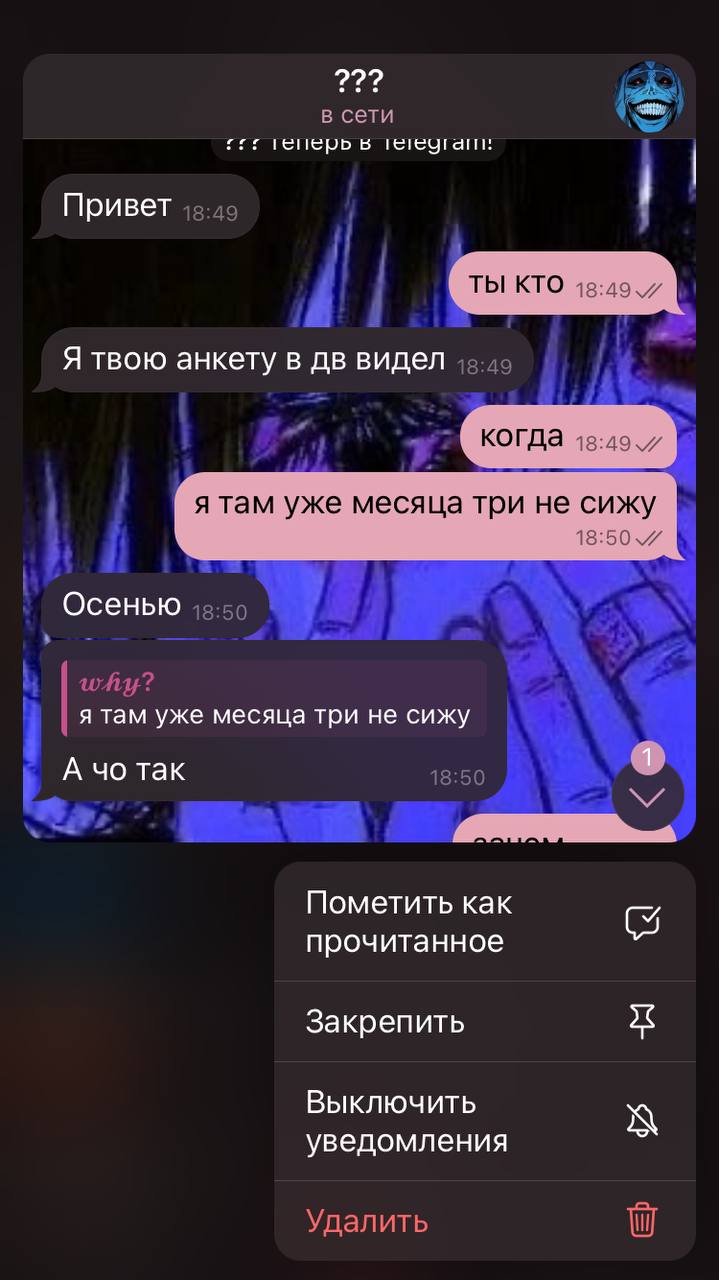 ???
в сети
??? теперь в Telegram!
Привет 18:49
ты кто 18:49
Я твою анкету в дв видел 18:49
когда 18:49
я там уже месяца три не сижу
18:50
Осенью 18:50
why?
я там уже месяца три не сижу
А чо так 18:50
1
зачем
Пометить как
прочитанное
Закрепить
Выключить
уведомления
Удалить